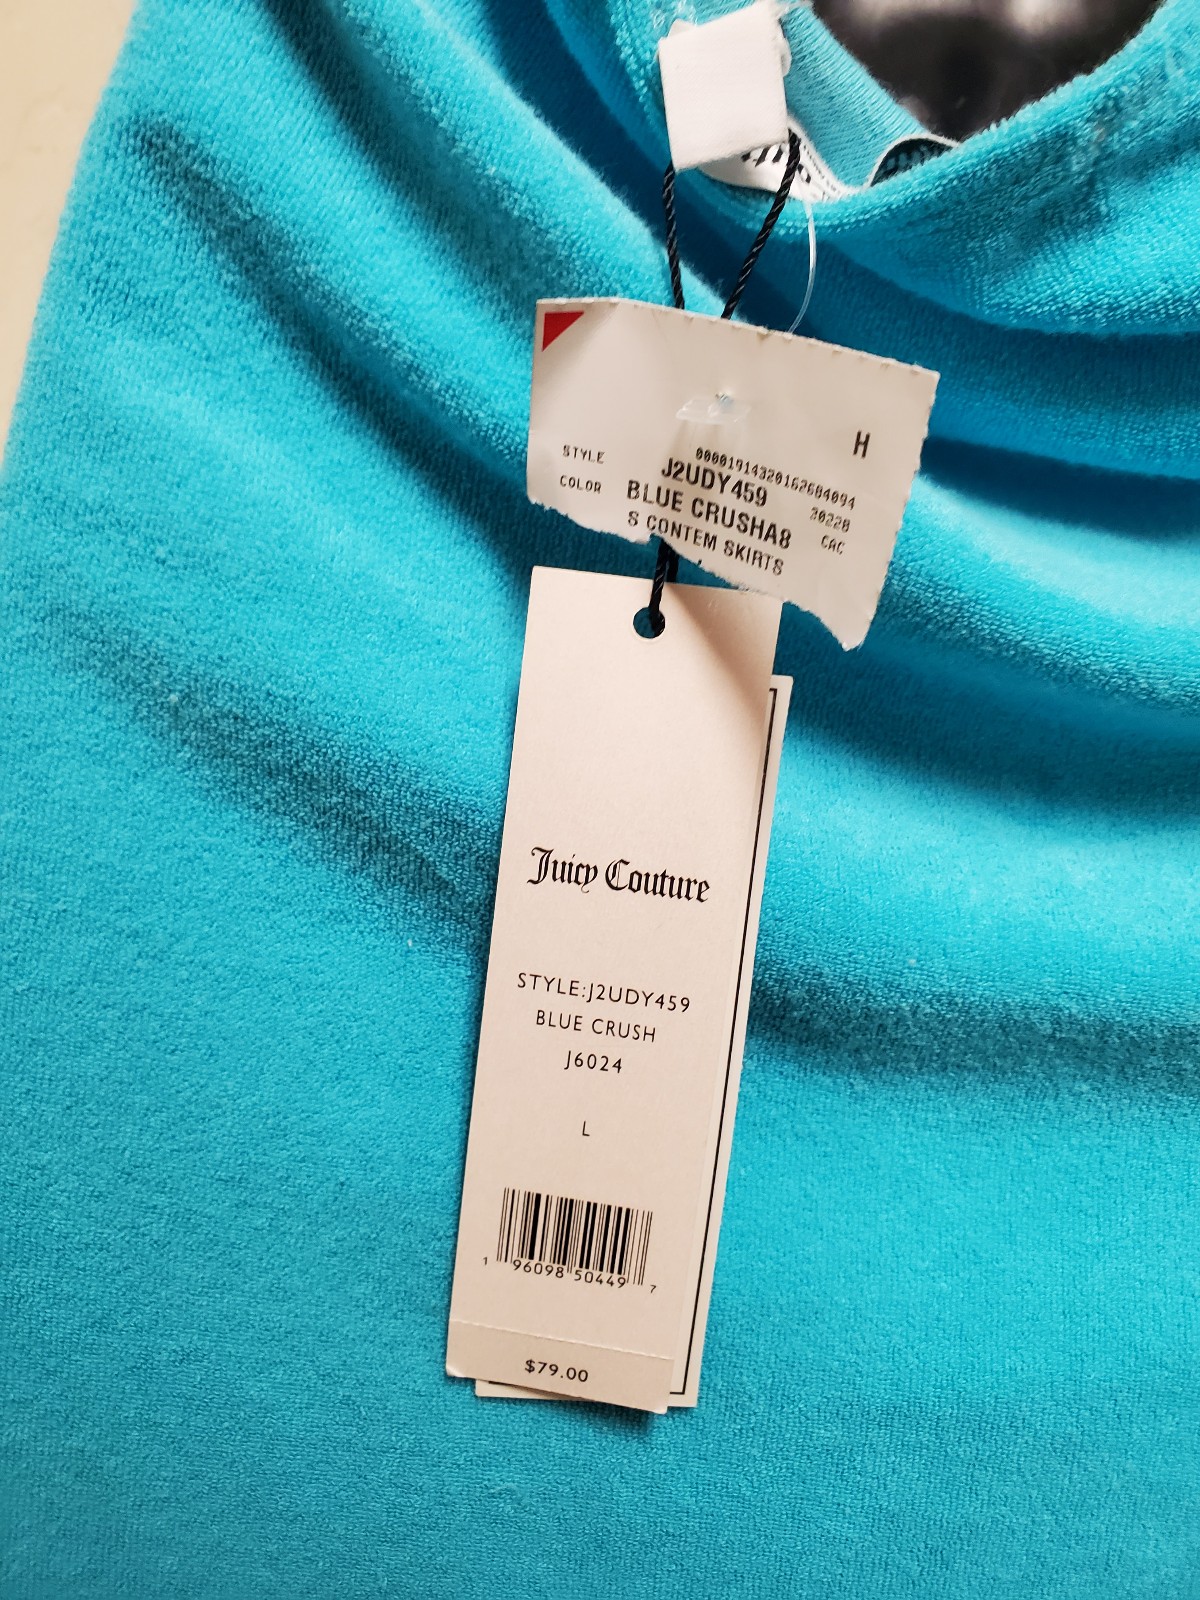 H
00001914320162684094
STYLE J2UDY459 30228
COLOR BLUE CRUSHA8 CAC
S CONTEM SKIRTS
Juicy Couture
STYLE:J2UDY459
BLUE CRUSH
J6024
L
1 96098 50449 7
$79.00